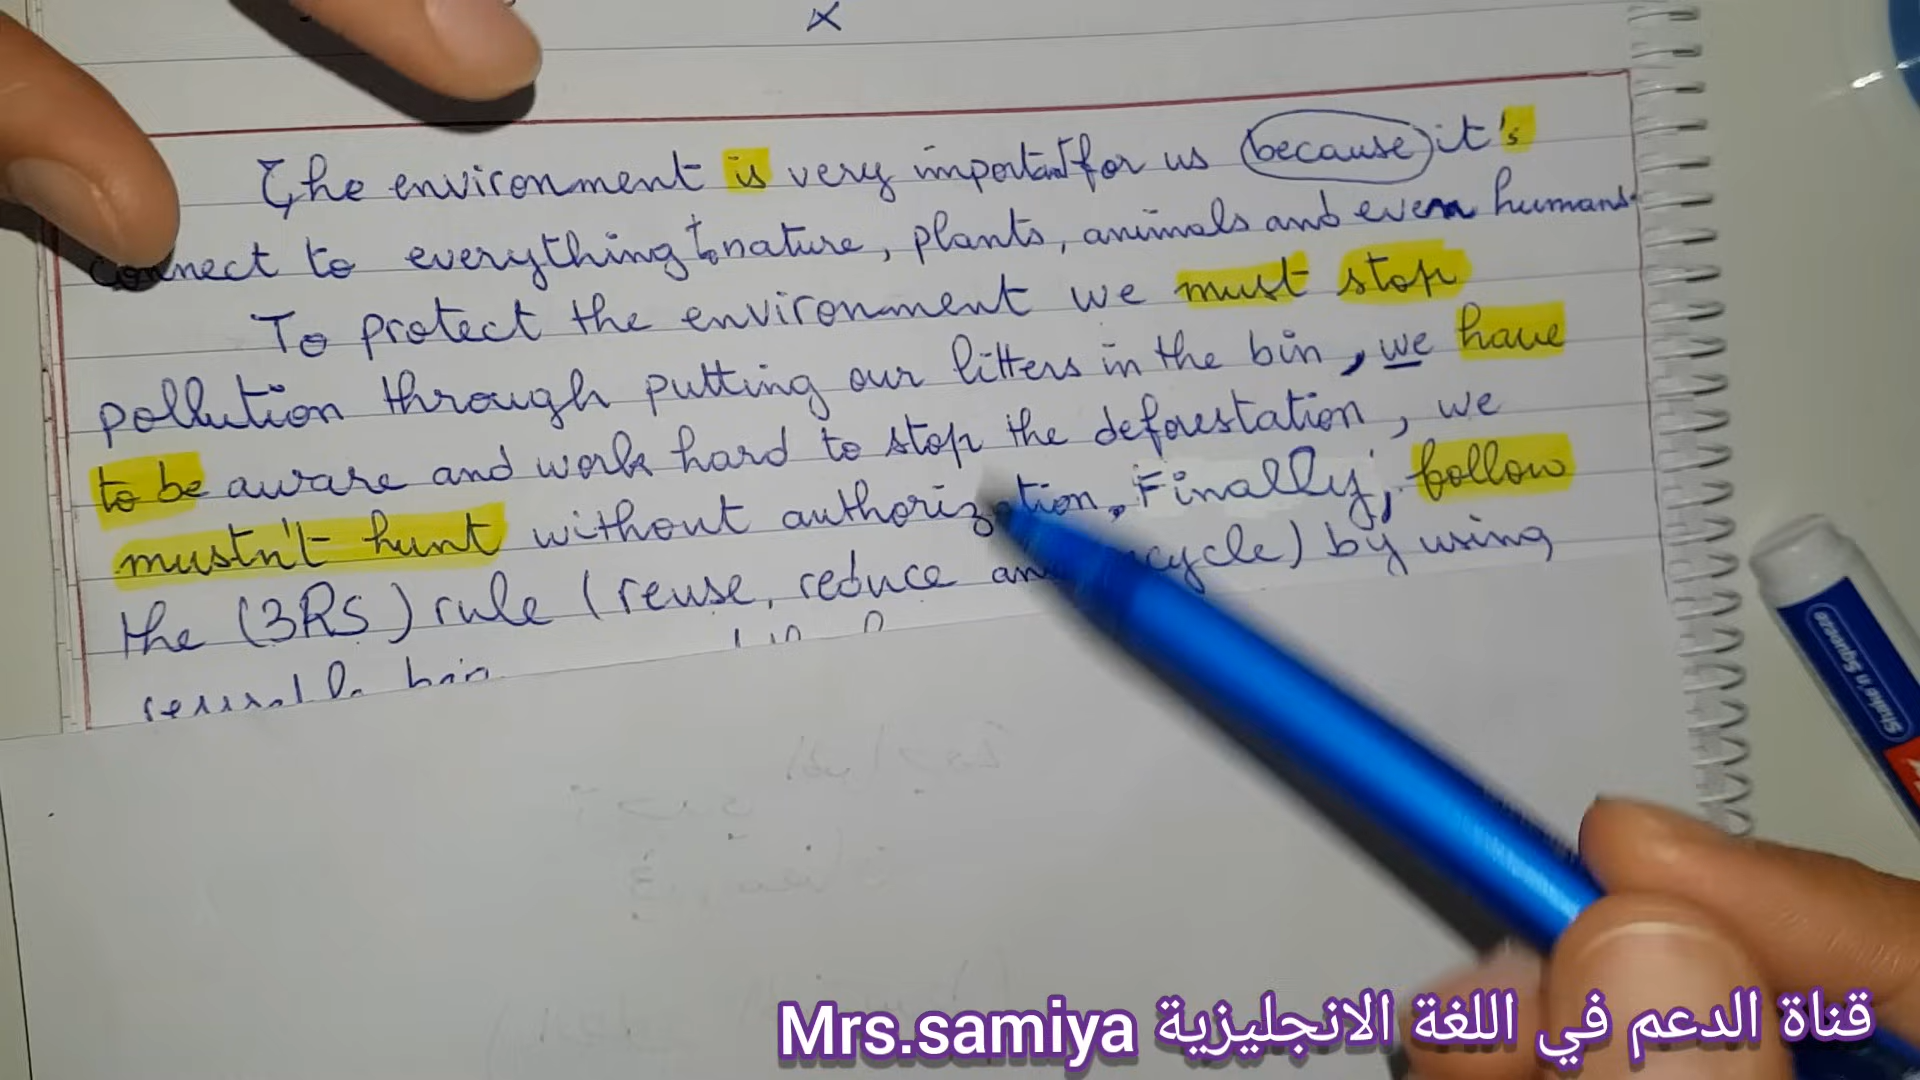 The environment is very important for us because it's
connect to everything to nature, plants, animals and even humans.
To protect the environment we must stop
pollution through putting our litters in the bin, we have
to be aware and work hard to stop the deforestation, we
mustn't hunt without authorization. Finally, follow
the (3RS) rule (reuse, reduce and recycle) by using
bin
Shake'n Squeeze
Mrs.samiya قناة الدعم في اللغة الانجليزية